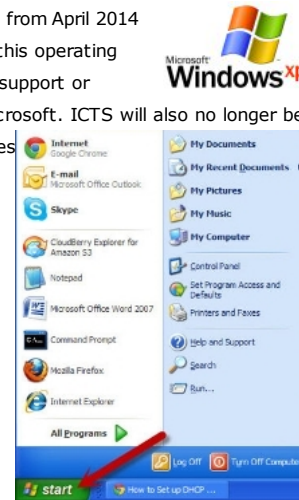 from April 2014
this operating
support or
crosoft. ICTS will also no longer be
es
Microsoft
Windows xp
Internet
Google Chrome
E-mail
Microsoft Office Outlook
Skype
CloudBerry Explorer for
Amazon S3
Notepad
Microsoft Office Word 2007
Command Prompt
Mozilla Firefox
Internet Explorer
All Programs
My Documents
My Recent Documents
My Pictures
My Music
My Computer
Control Panel
Set Program Access and
Defaults
Printers and Faxes
Help and Support
Search
Run...
Log Off
Turn Off Compute
start
How to Set up DHCP ...